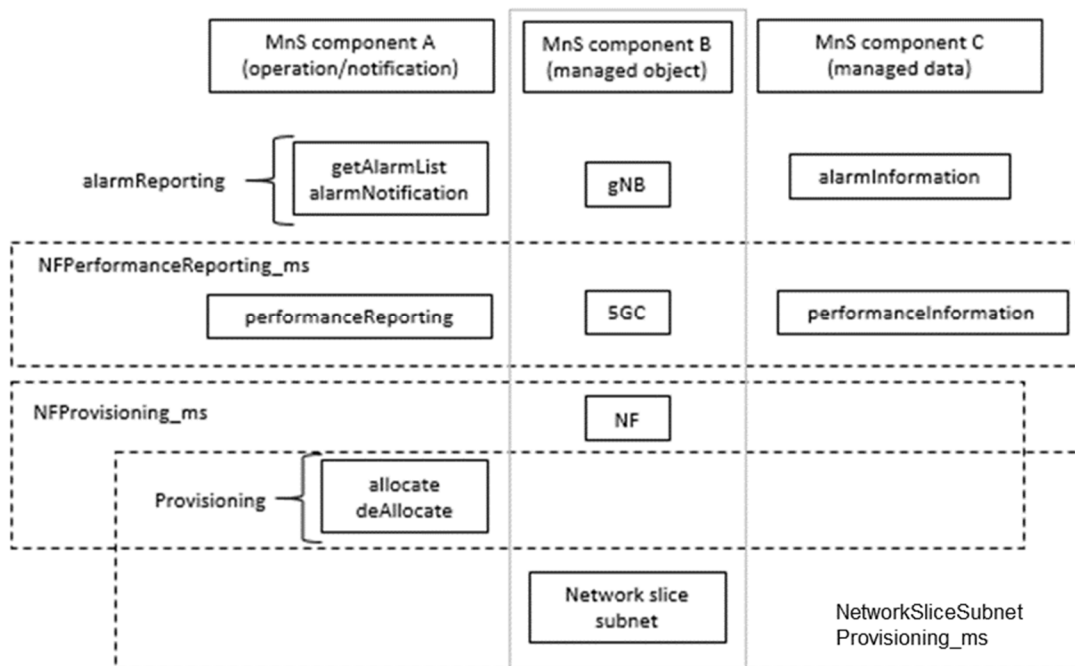 MnS component A
(operation/notification)
MnS component B
(managed object)
MnS component C
(managed data)
alarmReporting
getAlarmList
alarmNotification
gNB
alarmInformation
NFPerformanceReporting_ms
performanceReporting
5GC
performanceInformation
NFProvisioning_ms
NF
Provisioning
allocate
deAllocate
Network slice
subnet
NetworkSliceSubnet
Provisioning_ms